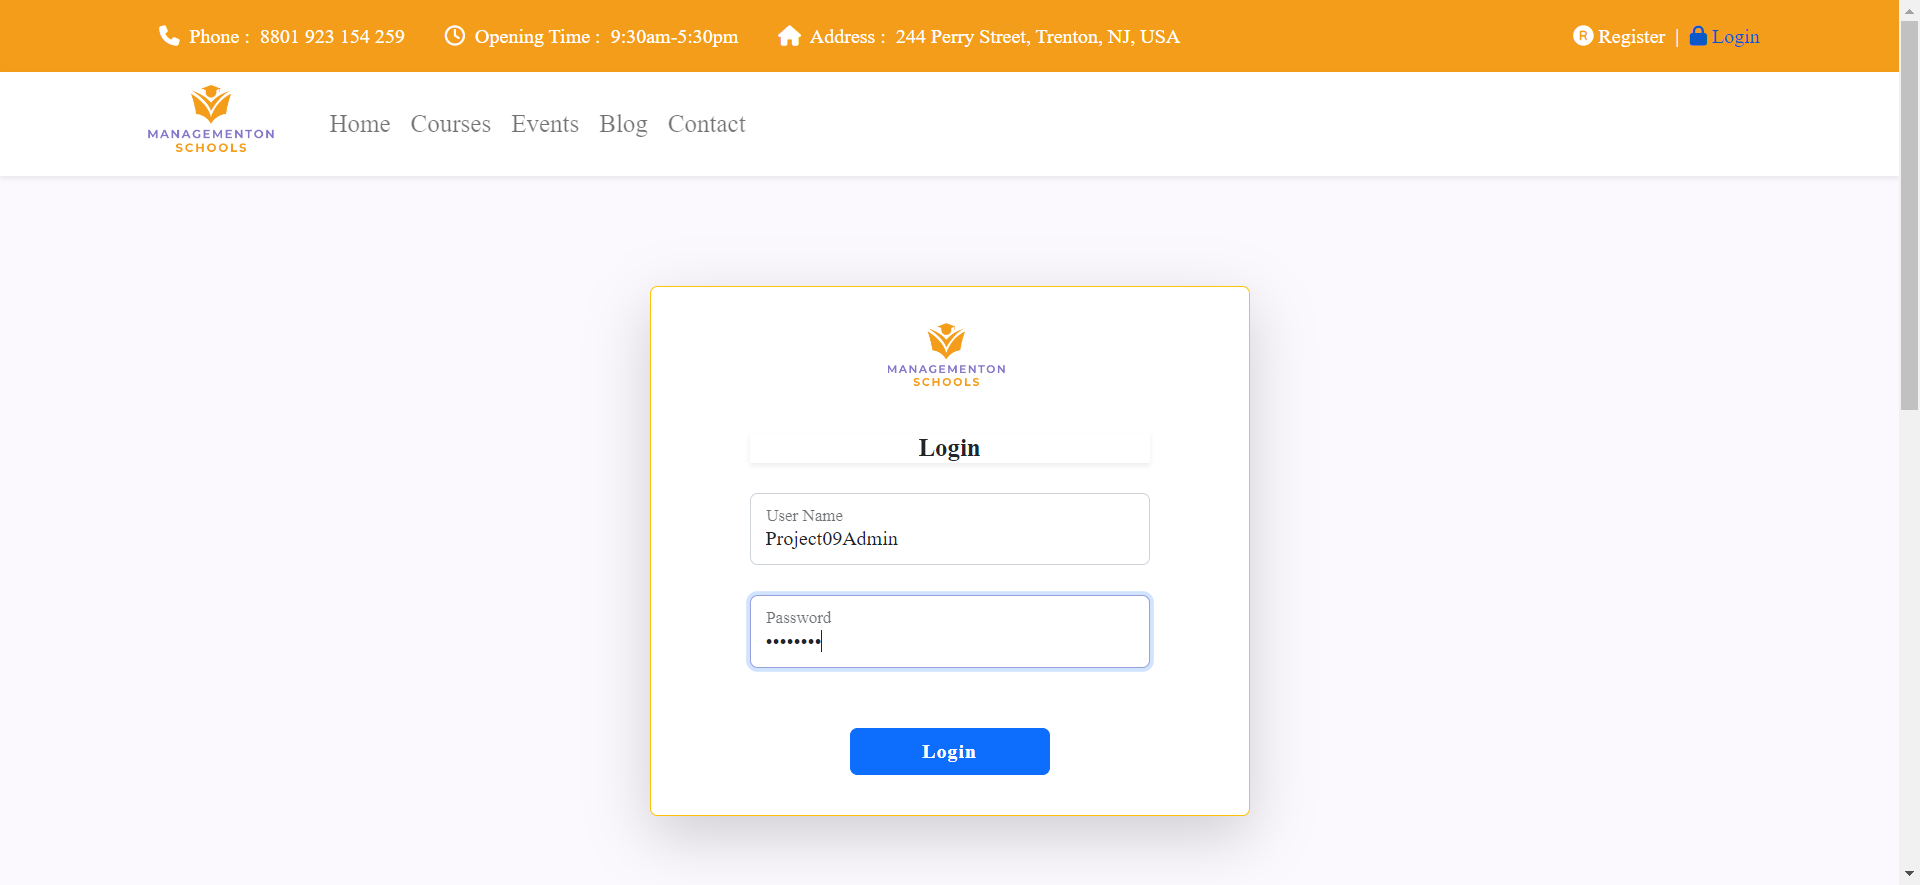 Phone : 8801 923 154 259 Opening Time : 9:30am-5:30pm Address : 244 Perry Street, Trenton, NJ, USA R Register | Login
MANAGEMENTON
SCHOOLS
Home Courses Events Blog Contact
MANAGEMENTON
SCHOOLS
Login
User Name
Project09Admin
Password
••••••••
Login